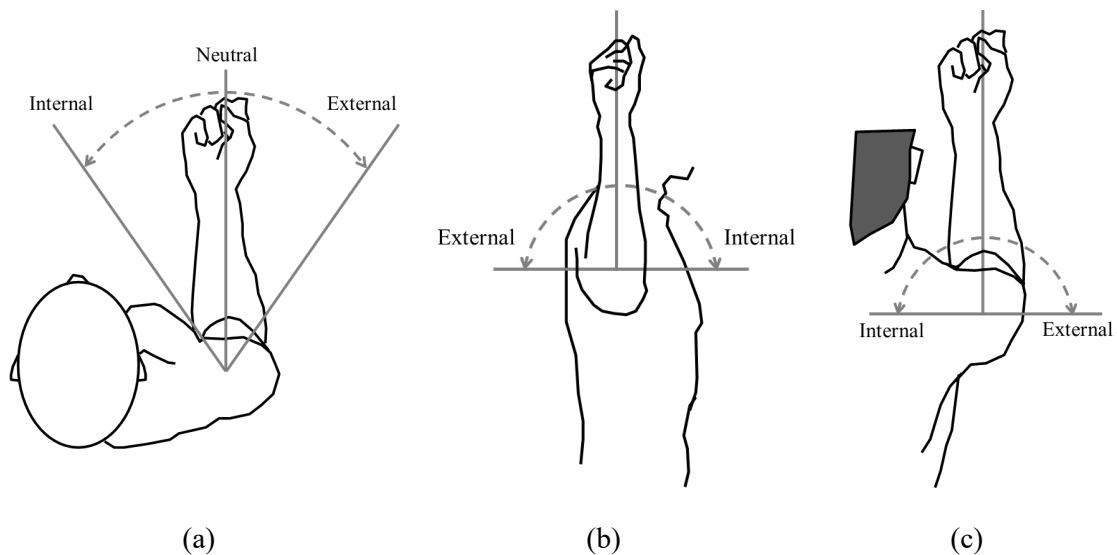 Neutral
Internal
External
External
Internal
Internal
External
(a)
(b)
(c)